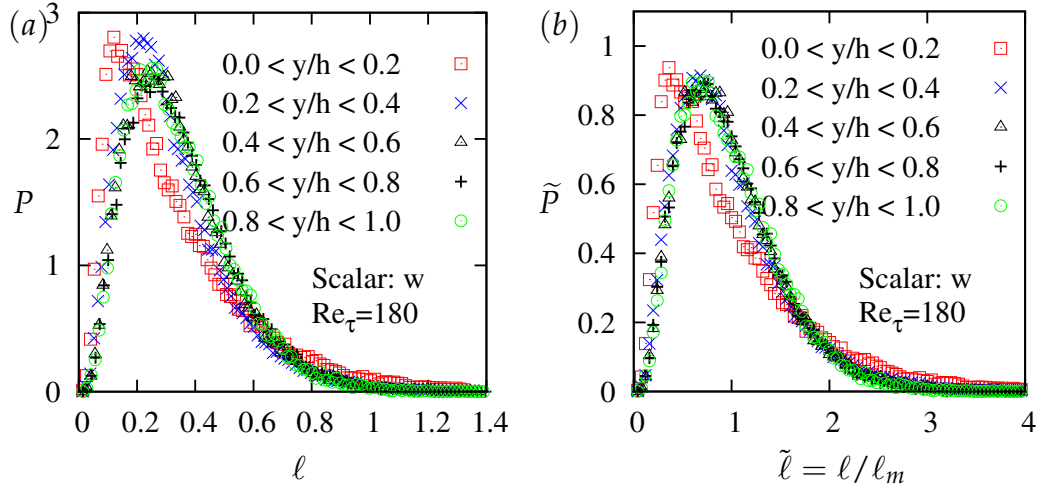 (a)
3
2
1
0
P
0.0 < y/h < 0.2
0.2 < y/h < 0.4
0.4 < y/h < 0.6
0.6 < y/h < 0.8
0.8 < y/h < 1.0
Scalar: w
Re_τ=180
0 0.2 0.4 0.6 0.8 1 1.2 1.4
ℓ
(b)
1
0.8
0.6
0.4
0.2
0
P̃
0.0 < y/h < 0.2
0.2 < y/h < 0.4
0.4 < y/h < 0.6
0.6 < y/h < 0.8
0.8 < y/h < 1.0
Scalar: w
Re_τ=180
0 1 2 3 4
ℓ̃ = ℓ/ℓ_m